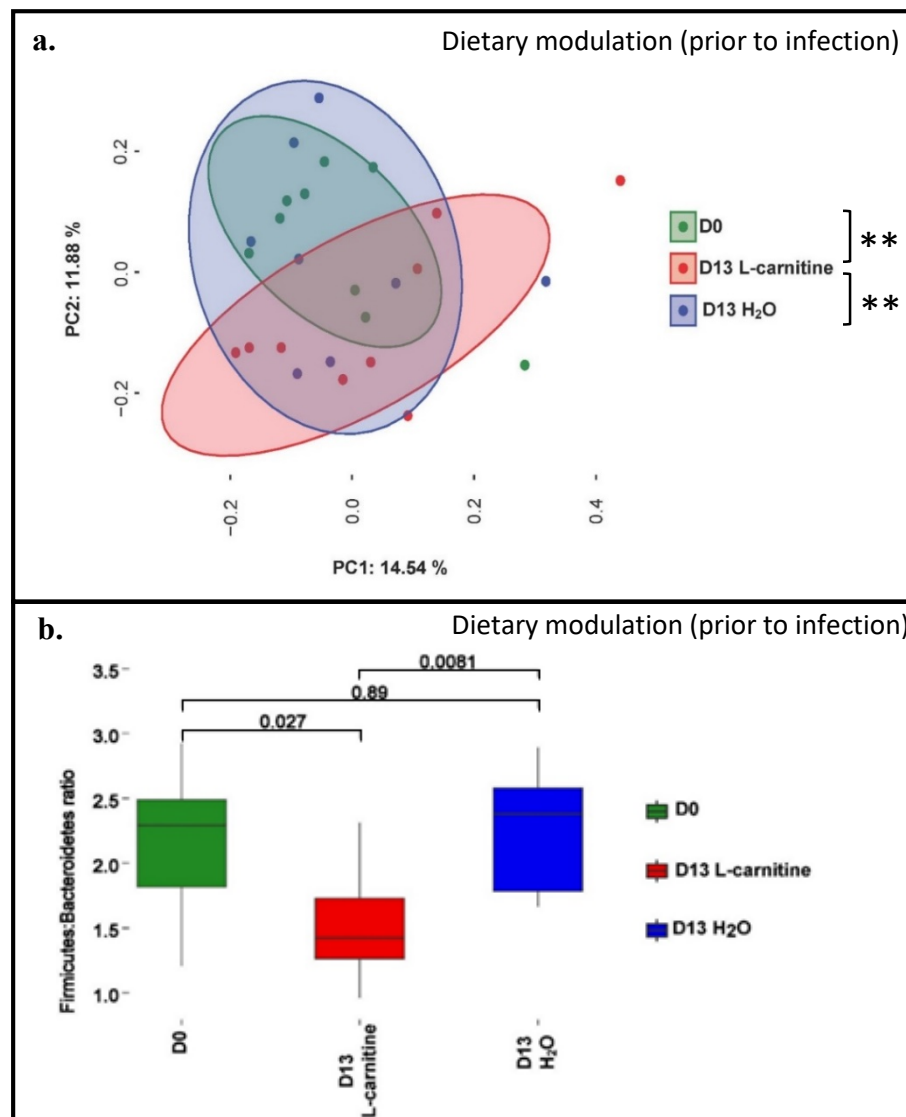 a.
Dietary modulation (prior to infection)
PC2: 11.88 %
0.2
0.0
−0.2
−0.2
0.0
0.2
0.4
PC1: 14.54 %
D0
D13 L-carnitine
D13 H₂O
**
**
b.
Dietary modulation (prior to infection)
Firmicutes:Bacteroidetes ratio
3.5
3.0
2.5
2.0
1.5
1.0
0.0081
0.89
0.027
D0
D13
L-carnitine
D13
H₂O
D0
D13 L-carnitine
D13 H₂O